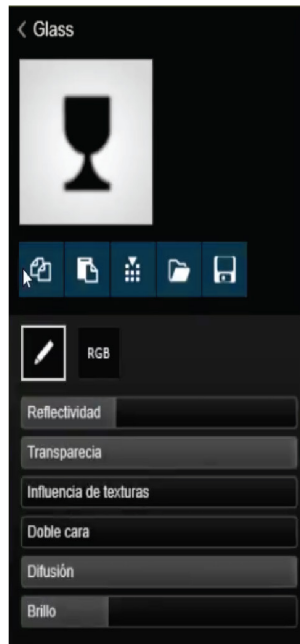 Glass
RGB
Reflectividad
Transparecia
Influencia de texturas
Doble cara
Difusión
Brillo